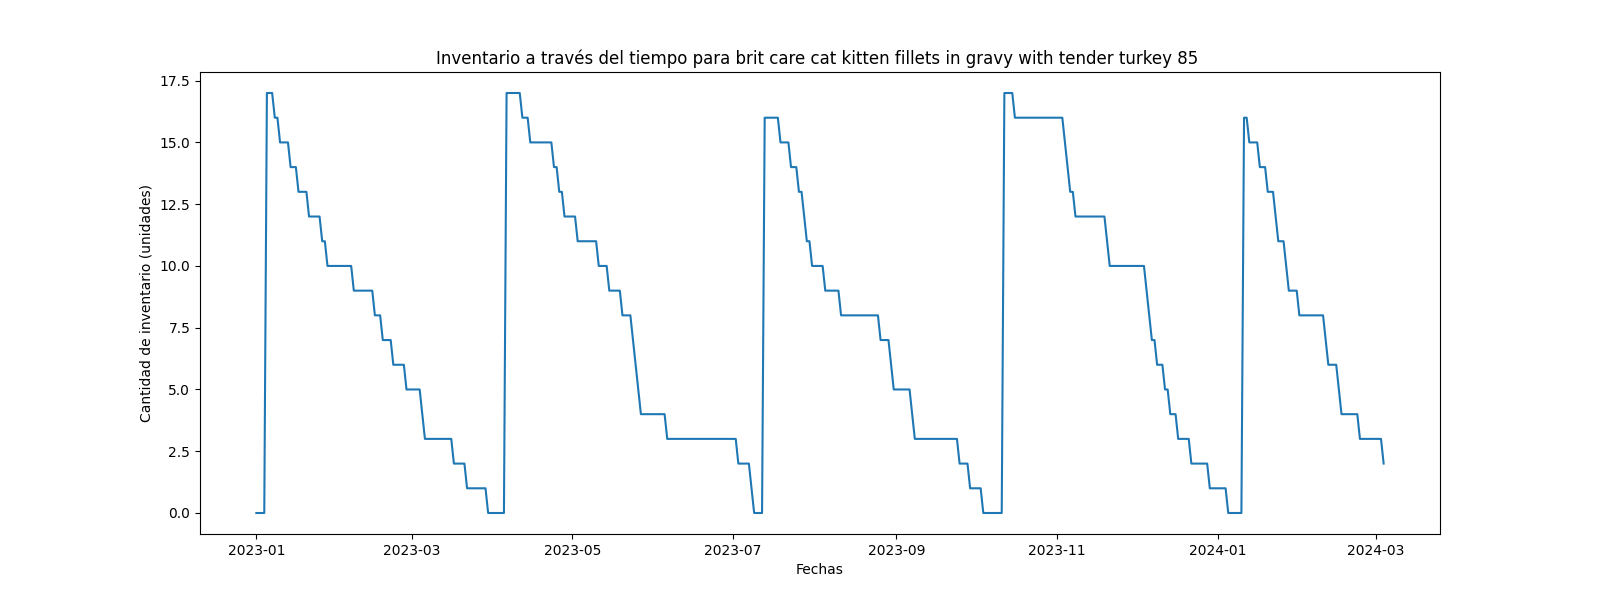 Inventario a través del tiempo para brit care cat kitten fillets in gravy with tender turkey 85
Cantidad de inventario (unidades)
17.5
15.0
12.5
10.0
7.5
5.0
2.5
0.0
2023-01 2023-03 2023-05 2023-07 2023-09 2023-11 2024-01 2024-03
Fechas